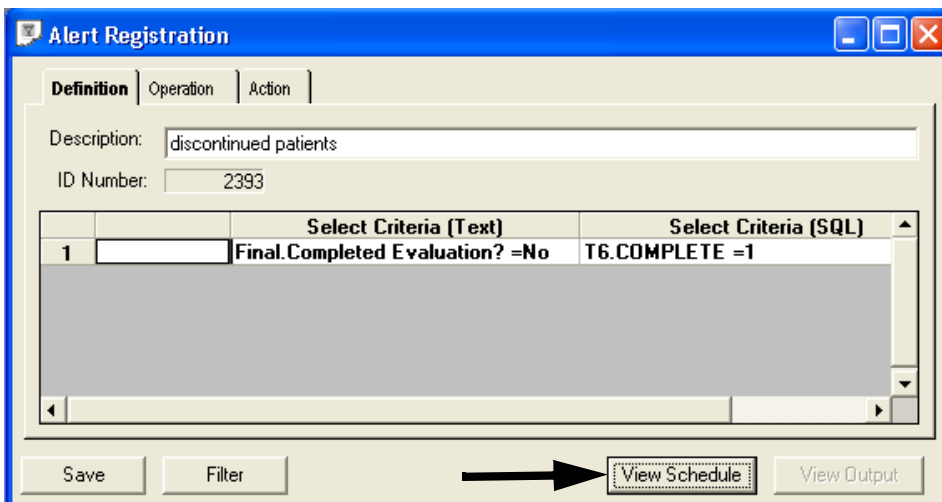 Alert Registration
Definition Operation Action
Description: discontinued patients
ID Number: 2393
Select Criteria (Text) Select Criteria (SQL)
1 Final.Completed Evaluation? =No T6.COMPLETE =1
Save Filter View Schedule View Output